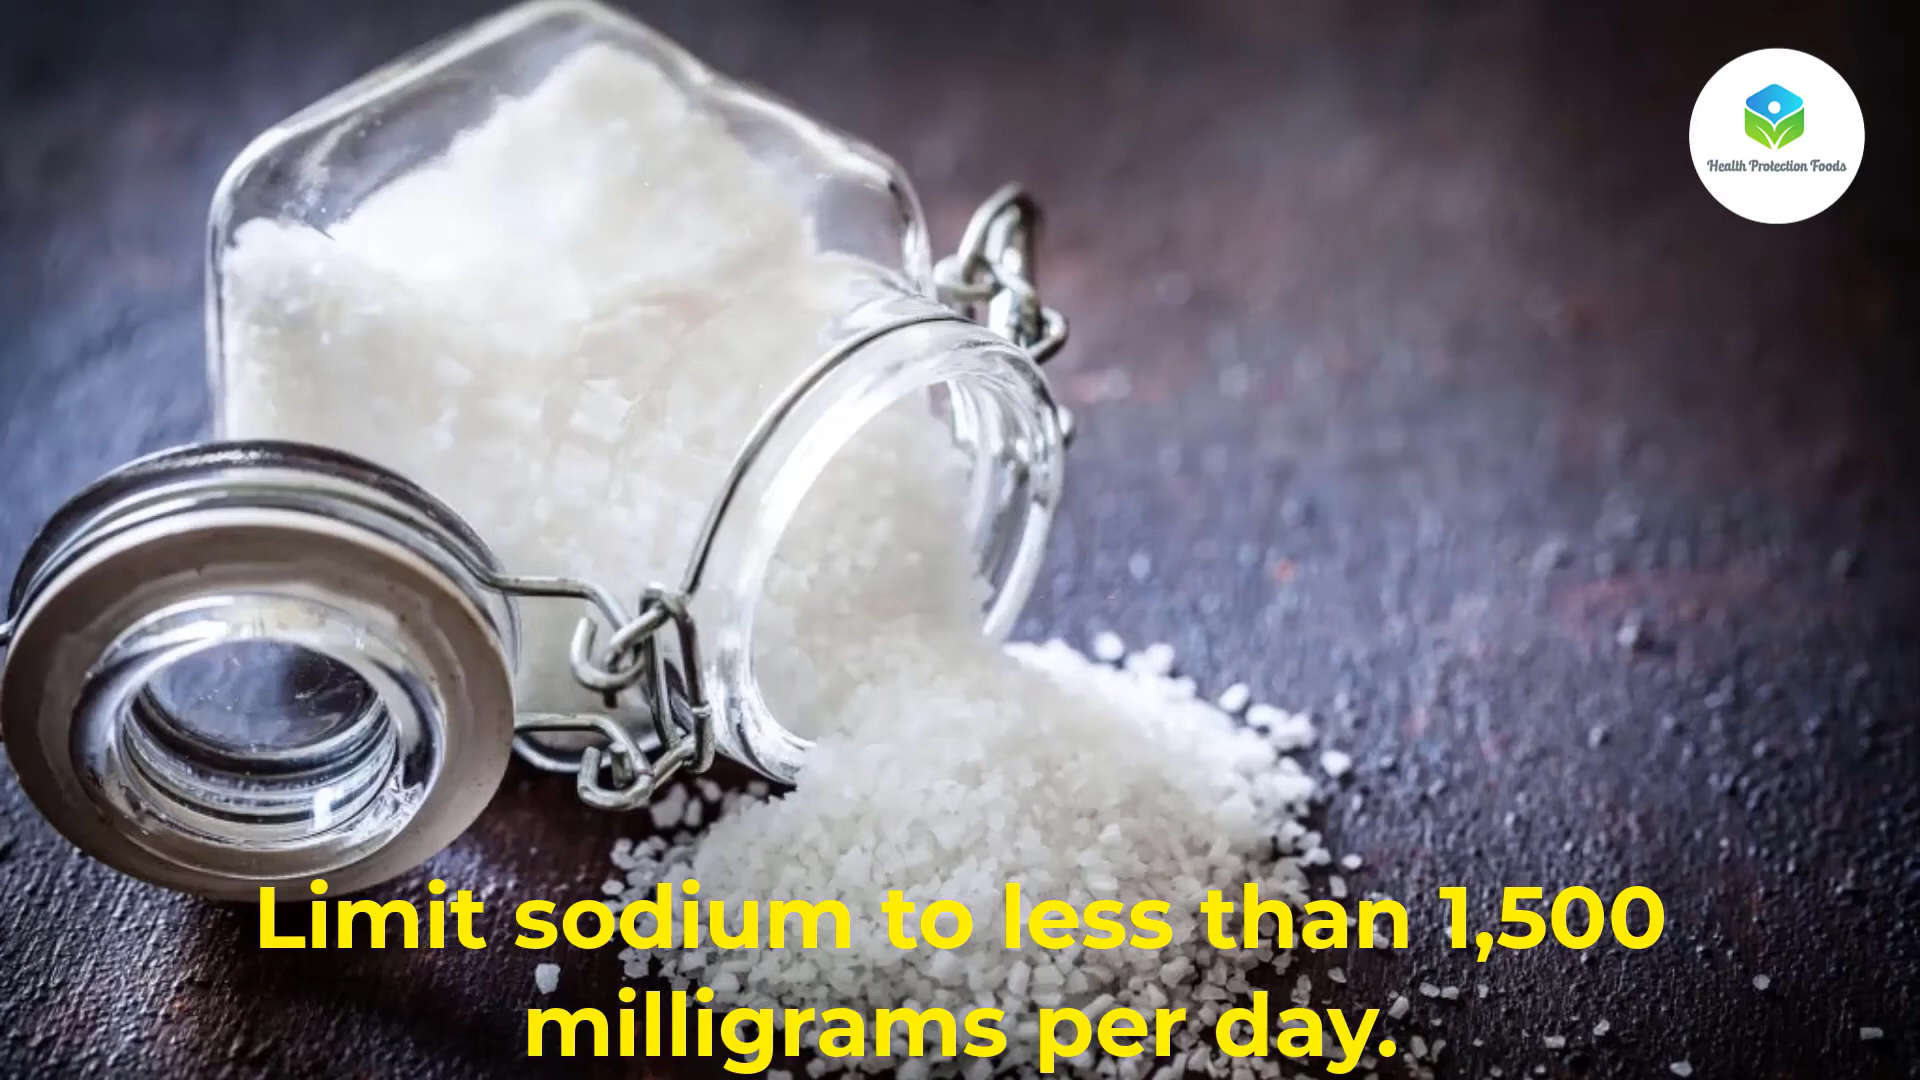 Health Protection Foods
Limit sodium to less than 1,500
milligrams per day.